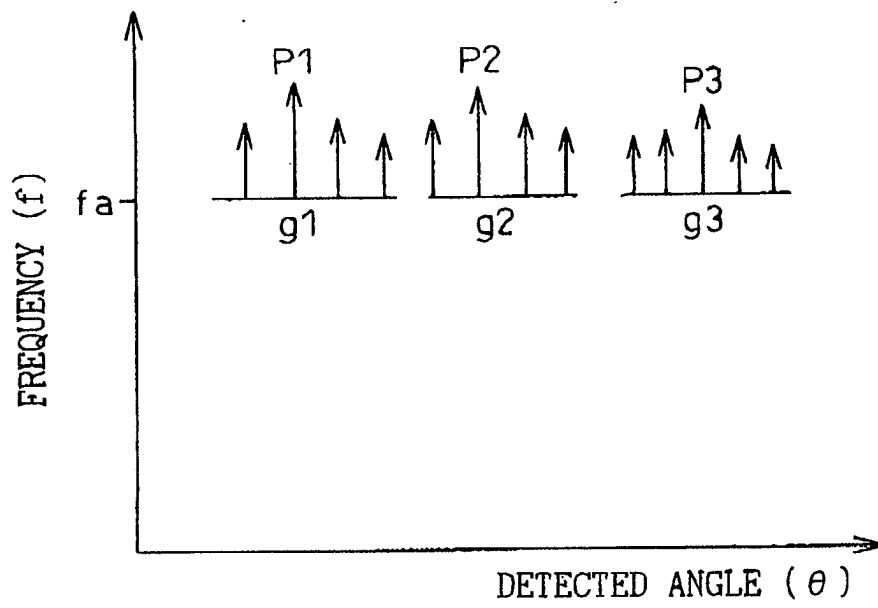 P1 P2 P3
fa
g1 g2 g3
FREQUENCY (f)
DETECTED ANGLE (θ)